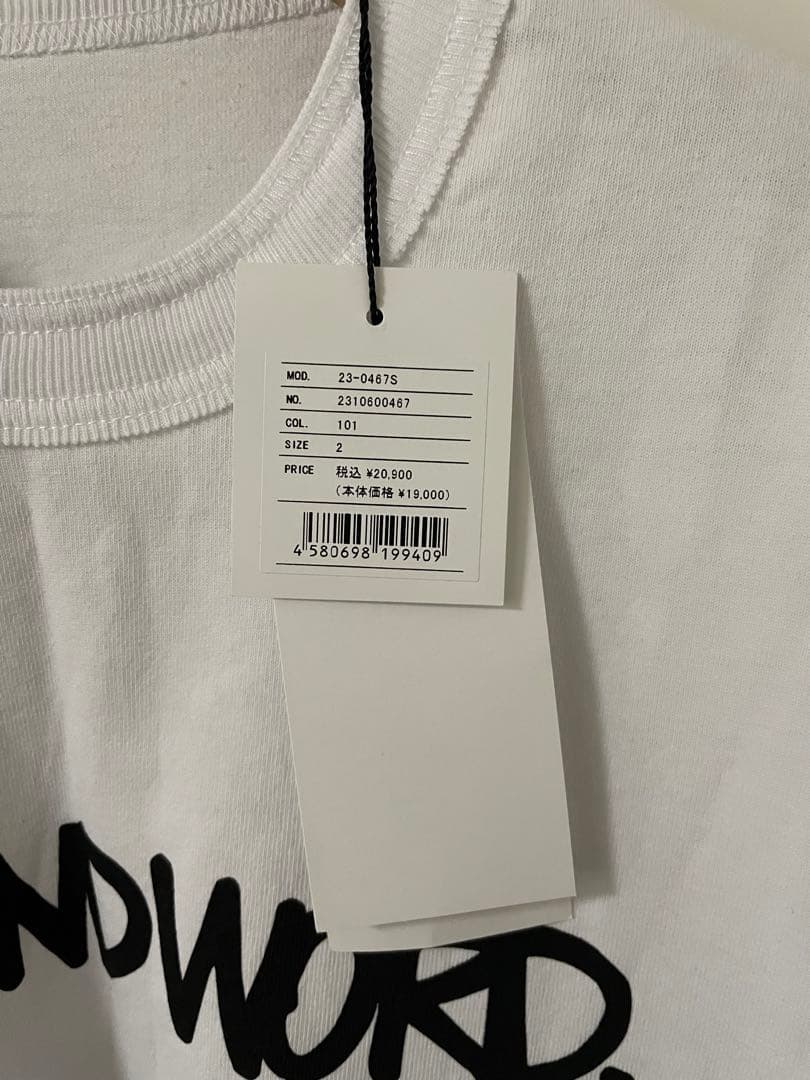 MOD. 23-0467S
NO. 2310600467
COL. 101
SIZE 2
PRICE 税込 ¥20,900
(本体価格 ¥19,000)
4 580698 199409
NDWORD.